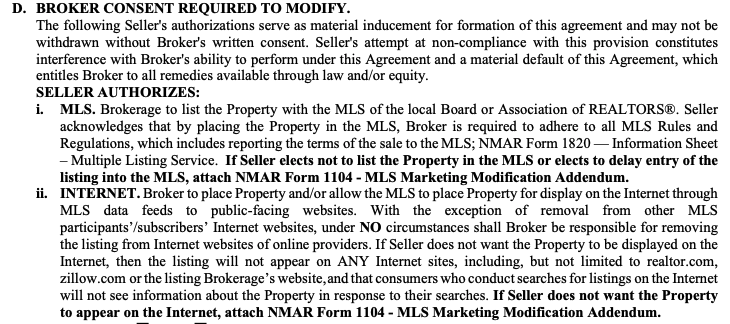 D. BROKER CONSENT REQUIRED TO MODIFY.
The following Seller's authorizations serve as material inducement for formation of this agreement and may not be
withdrawn without Broker's written consent. Seller's attempt at non-compliance with this provision constitutes
interference with Broker's ability to perform under this Agreement and a material default of this Agreement, which
entitles Broker to all remedies available through law and/or equity.
SELLER AUTHORIZES:
i. MLS. Brokerage to list the Property with the MLS of the local Board or Association of REALTORS®. Seller
acknowledges that by placing the Property in the MLS, Broker is required to adhere to all MLS Rules and
Regulations, which includes reporting the terms of the sale to the MLS; NMAR Form 1820 — Information Sheet
– Multiple Listing Service. If Seller elects not to list the Property in the MLS or elects to delay entry of the
listing into the MLS, attach NMAR Form 1104 - MLS Marketing Modification Addendum.
ii. INTERNET. Broker to place Property and/or allow the MLS to place Property for display on the Internet through
MLS data feeds to public-facing websites. With the exception of removal from other MLS
participants'/subscribers' Internet websites, under NO circumstances shall Broker be responsible for removing
the listing from Internet websites of online providers. If Seller does not want the Property to be displayed on the
Internet, then the listing will not appear on ANY Internet sites, including, but not limited to realtor.com,
zillow.com or the listing Brokerage's website, and that consumers who conduct searches for listings on the Internet
will not see information about the Property in response to their searches. If Seller does not want the Property
to appear on the Internet, attach NMAR Form 1104 - MLS Marketing Modification Addendum.